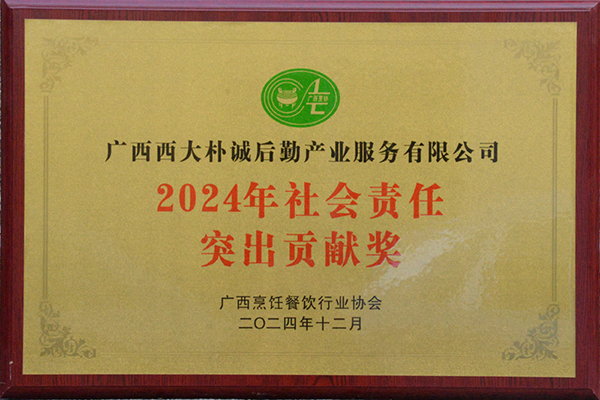 广西西大朴诚后勤产业服务有限公司
2024年社会责任
突出贡献奖
广西烹饪餐饮行业协会
二〇二四年十二月